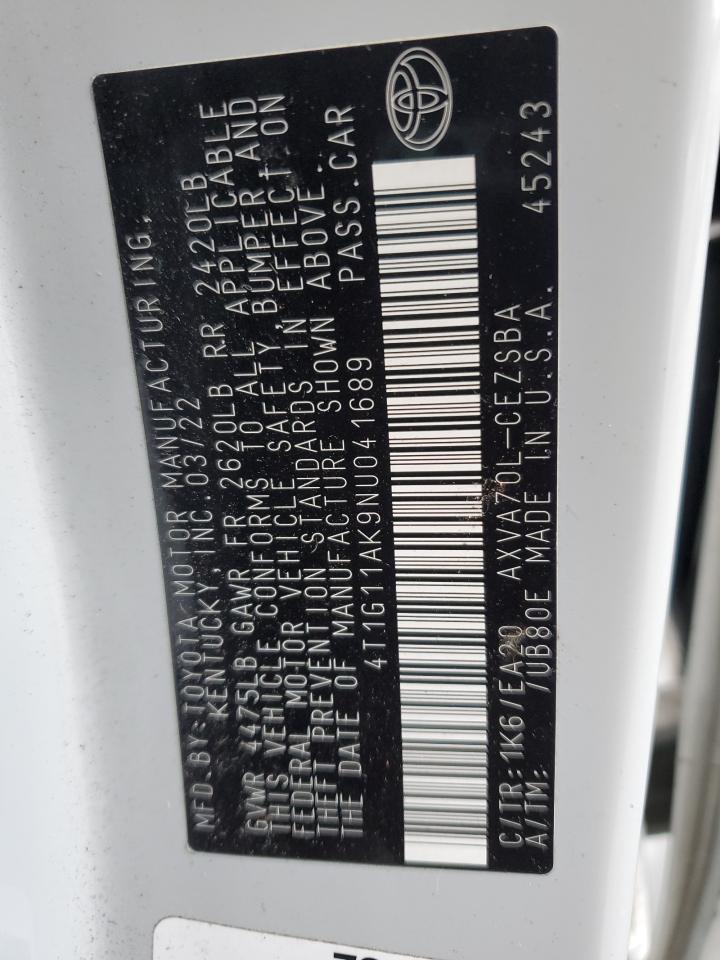 MFD.BY:TOYOTA MOTOR MANUFACTURING,
KENTUCKY, INC.03/22
GVWR 4475LB GAWR FR 2620LB RR 2420LB
THIS VEHICLE CONFORMS TO ALL APPLICABLE
FEDERAL MOTOR VEHICLE SAFETY, BUMPER AND
THEFT PREVENTION STANDARDS IN EFFECT ON
THE DATE OF MANUFACTURE SHOWN ABOVE.
4T1G11AK9NU041689 PASS.CAR
C/TR:1K6/EA20 AXVA70L-CEZSBA
A/TM: /UB80E MADE IN U.S.A. 45243